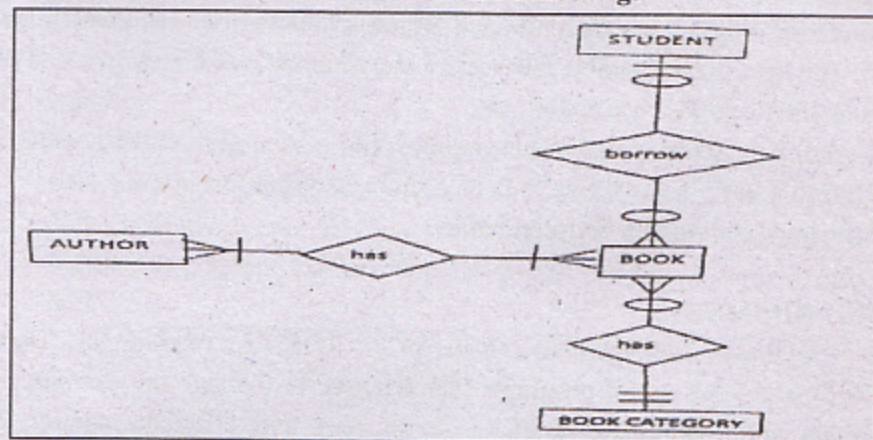 STUDENT
borrow
AUTHOR
has
BOOK
has
BOOK CATEGORY